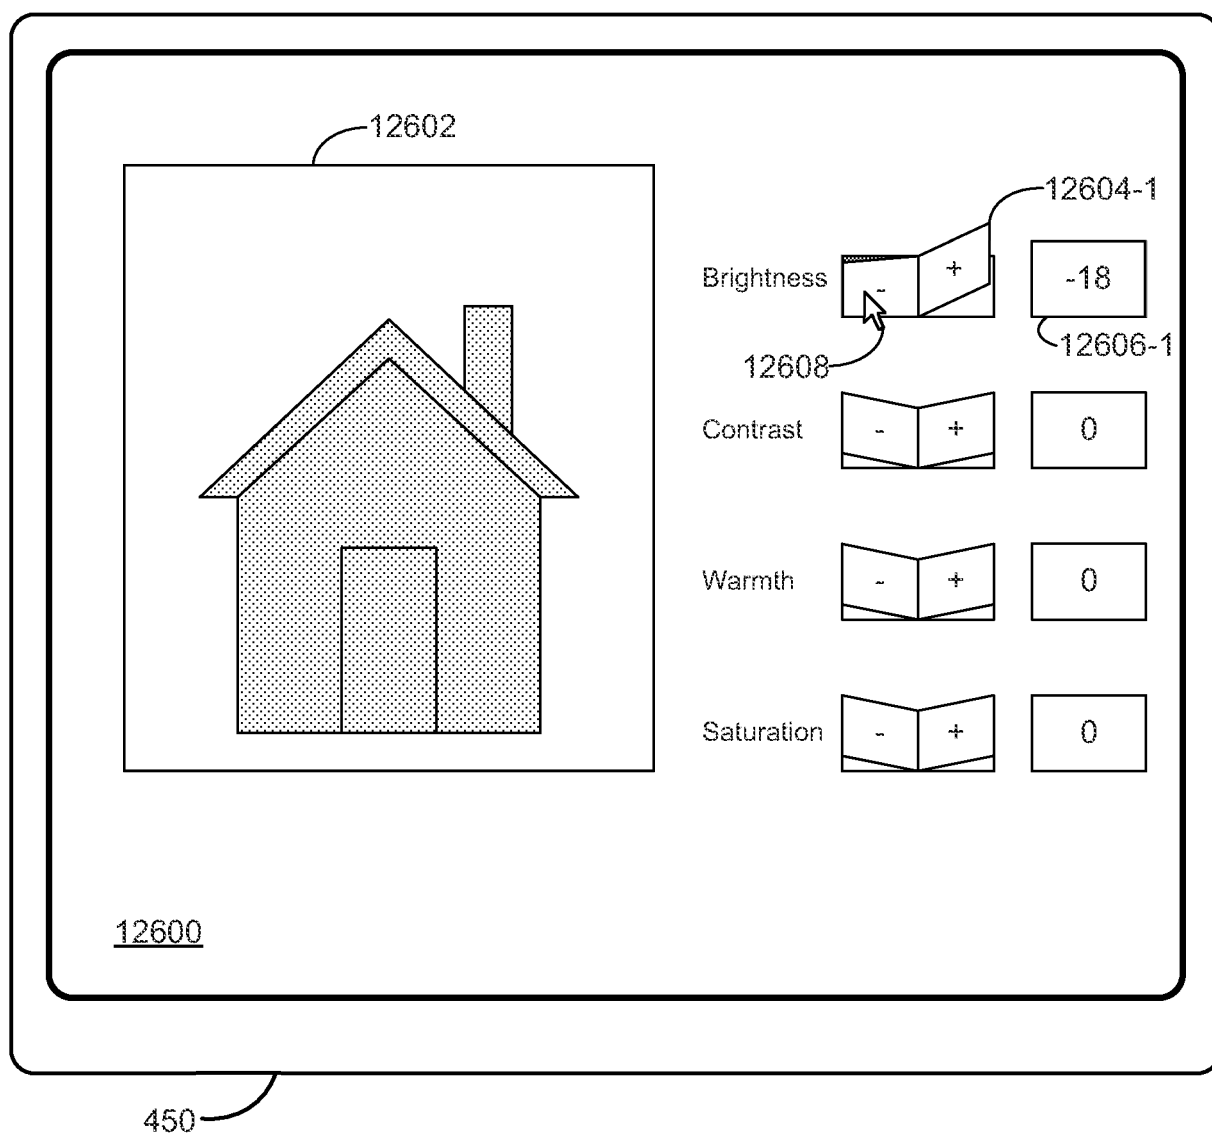 12602
12604-1
Brightness - + -18
12608 12606-1
Contrast - + 0
Warmth - + 0
Saturation - + 0
12600
450